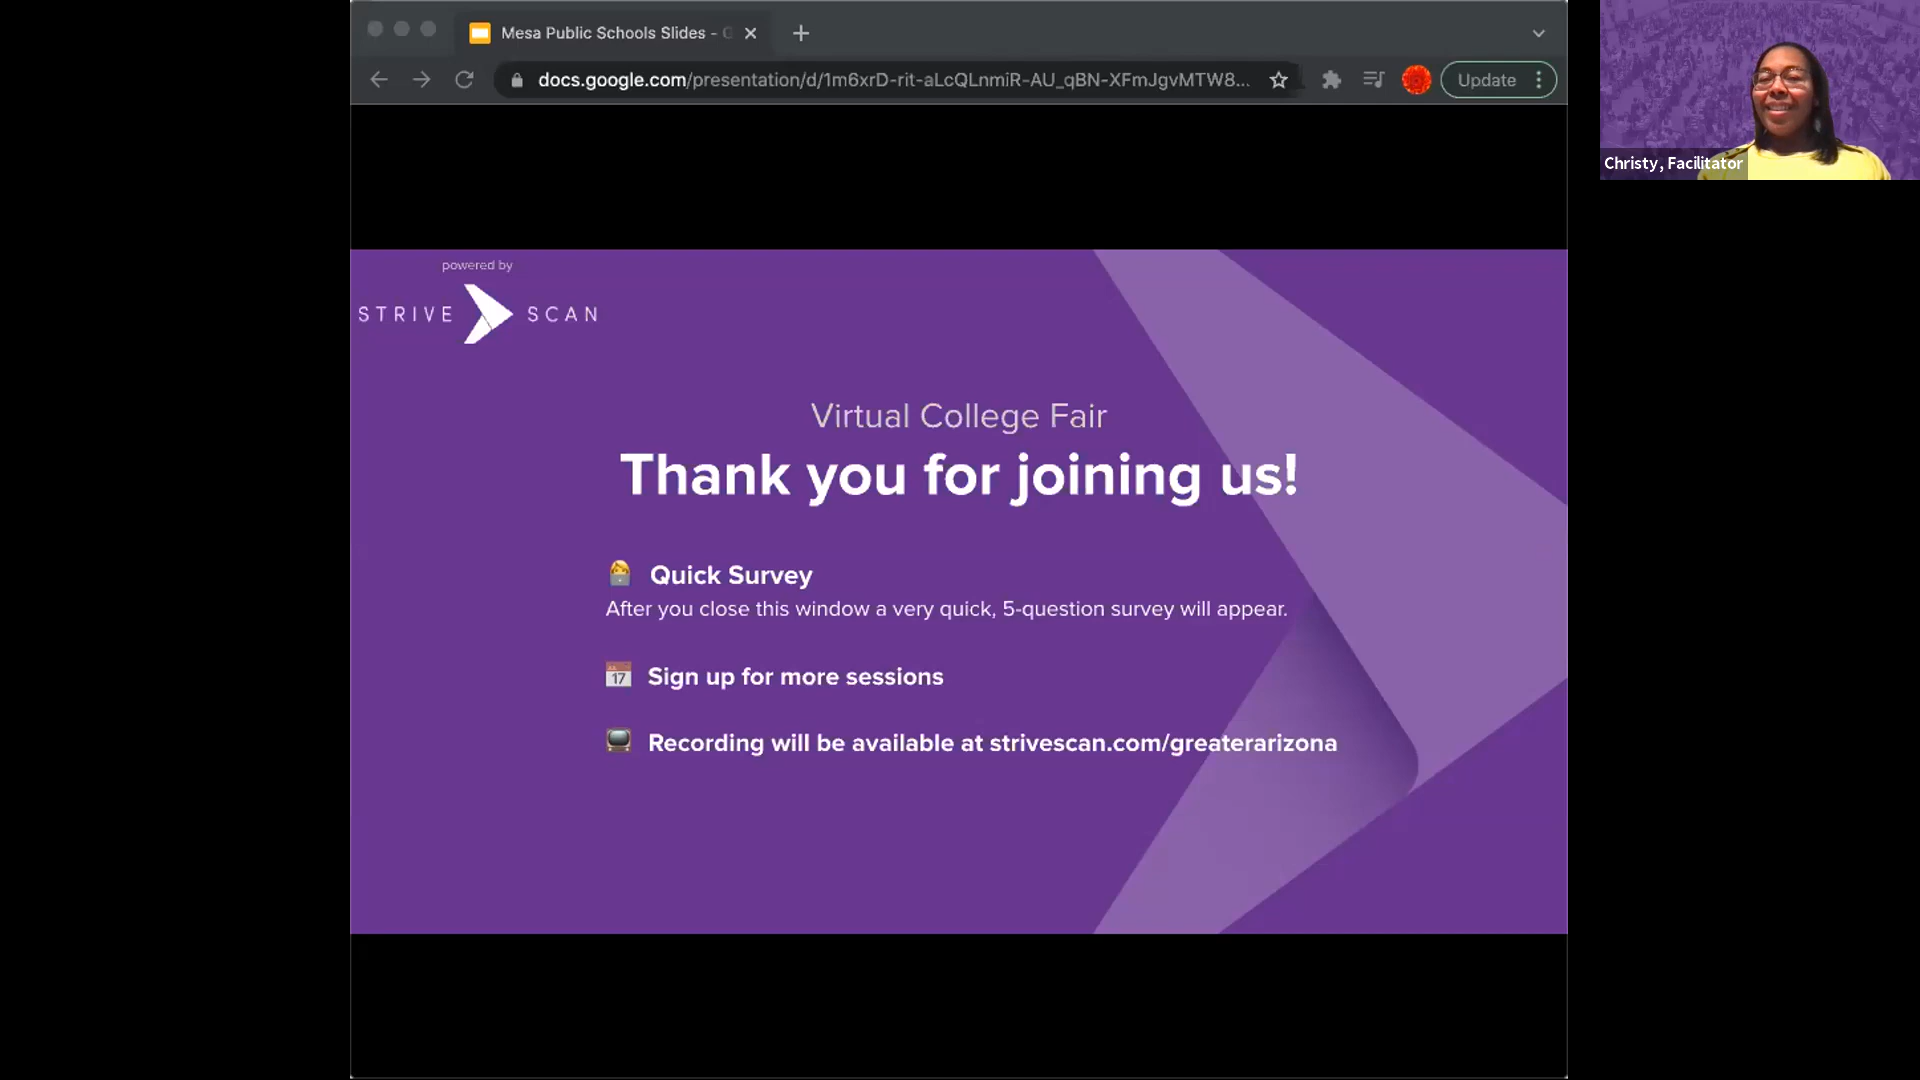 Mesa Public Schools Slides -
docs.google.com/presentation/d/1m6xrD-rit-aLcQLnmiR-AU_qBN-XFmJgvMTW8...
Update
Christy, Facilitator
powered by
STRIVE SCAN
Virtual College Fair
Thank you for joining us!
Quick Survey
After you close this window a very quick, 5-question survey will appear.
17
Sign up for more sessions
Recording will be available at strivescan.com/greaterarizona